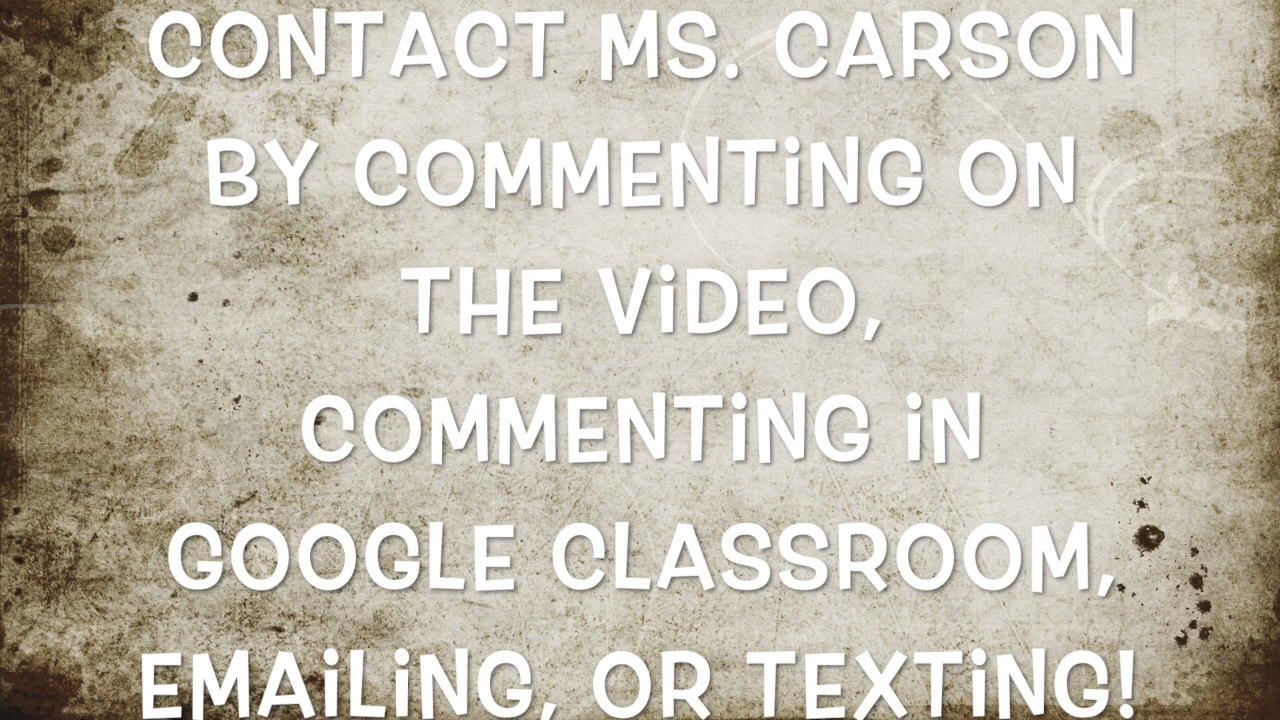 CONTACT MS. CARSON
BY COMMENTiNG ON
THE ViDEO,
COMMENTiNG iN
GOOGLE CLASSROOM,
EMAiLiNG, OR TEXTiNG!